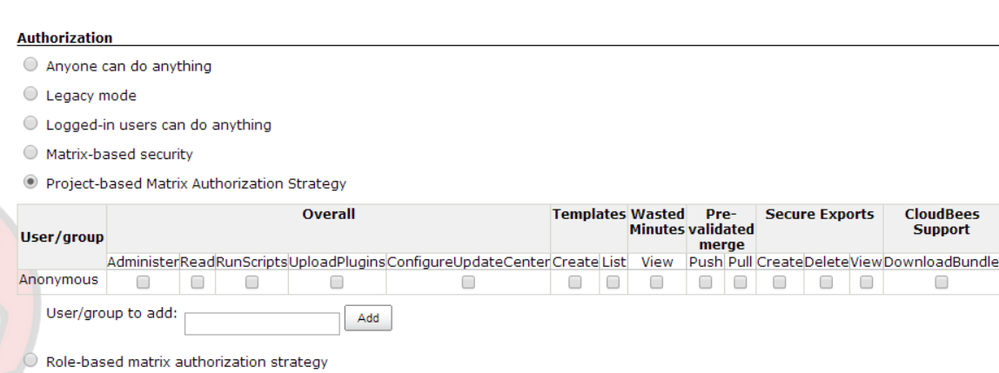 Authorization
Anyone can do anything
Legacy mode
Logged-in users can do anything
Matrix-based security
Project-based Matrix Authorization Strategy
User/group Overall Templates Wasted Minutes Pre-validated merge Secure Exports CloudBees Support
Administer Read RunScripts UploadPlugins ConfigureUpdateCenter Create List View Push Pull Create Delete View DownloadBundle
Anonymous
User/group to add: Add
Role-based matrix authorization strategy